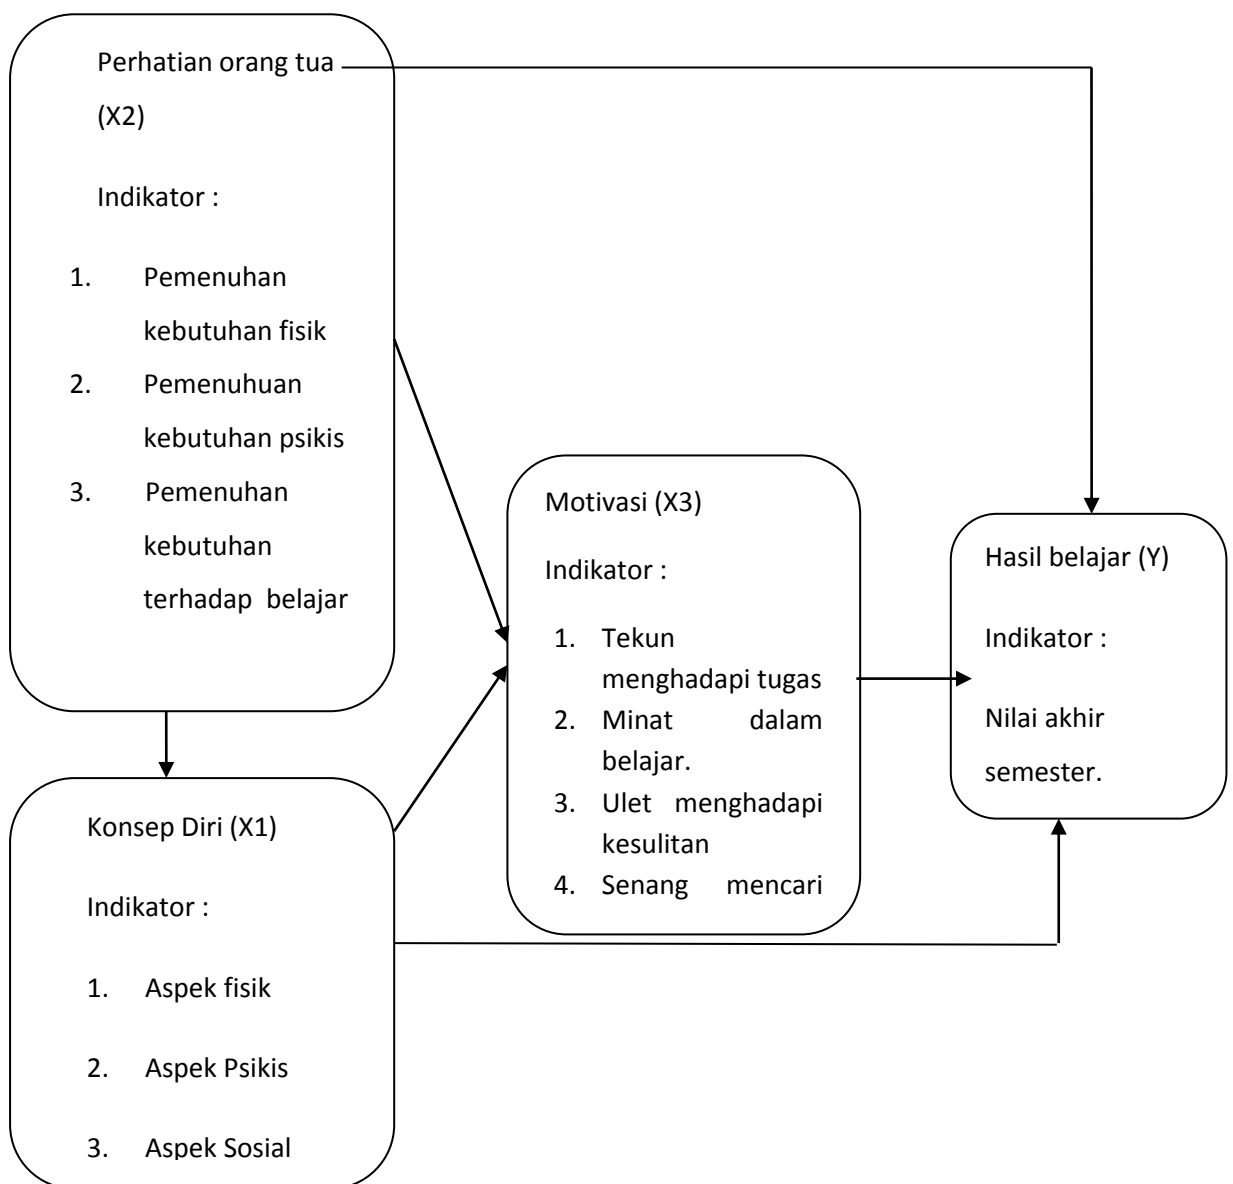 Perhatian orang tua
(X2)
Indikator :
1. Pemenuhan
kebutuhan fisik
2. Pemenuhuan
kebutuhan psikis
3. Pemenuhan
kebutuhan
terhadap belajar
Konsep Diri (X1)
Indikator :
1. Aspek fisik
2. Aspek Psikis
3. Aspek Sosial
Motivasi (X3)
Indikator :
1. Tekun
menghadapi tugas
2. Minat dalam
belajar.
3. Ulet menghadapi
kesulitan
4. Senang mencari
Hasil belajar (Y)
Indikator :
Nilai akhir
semester.